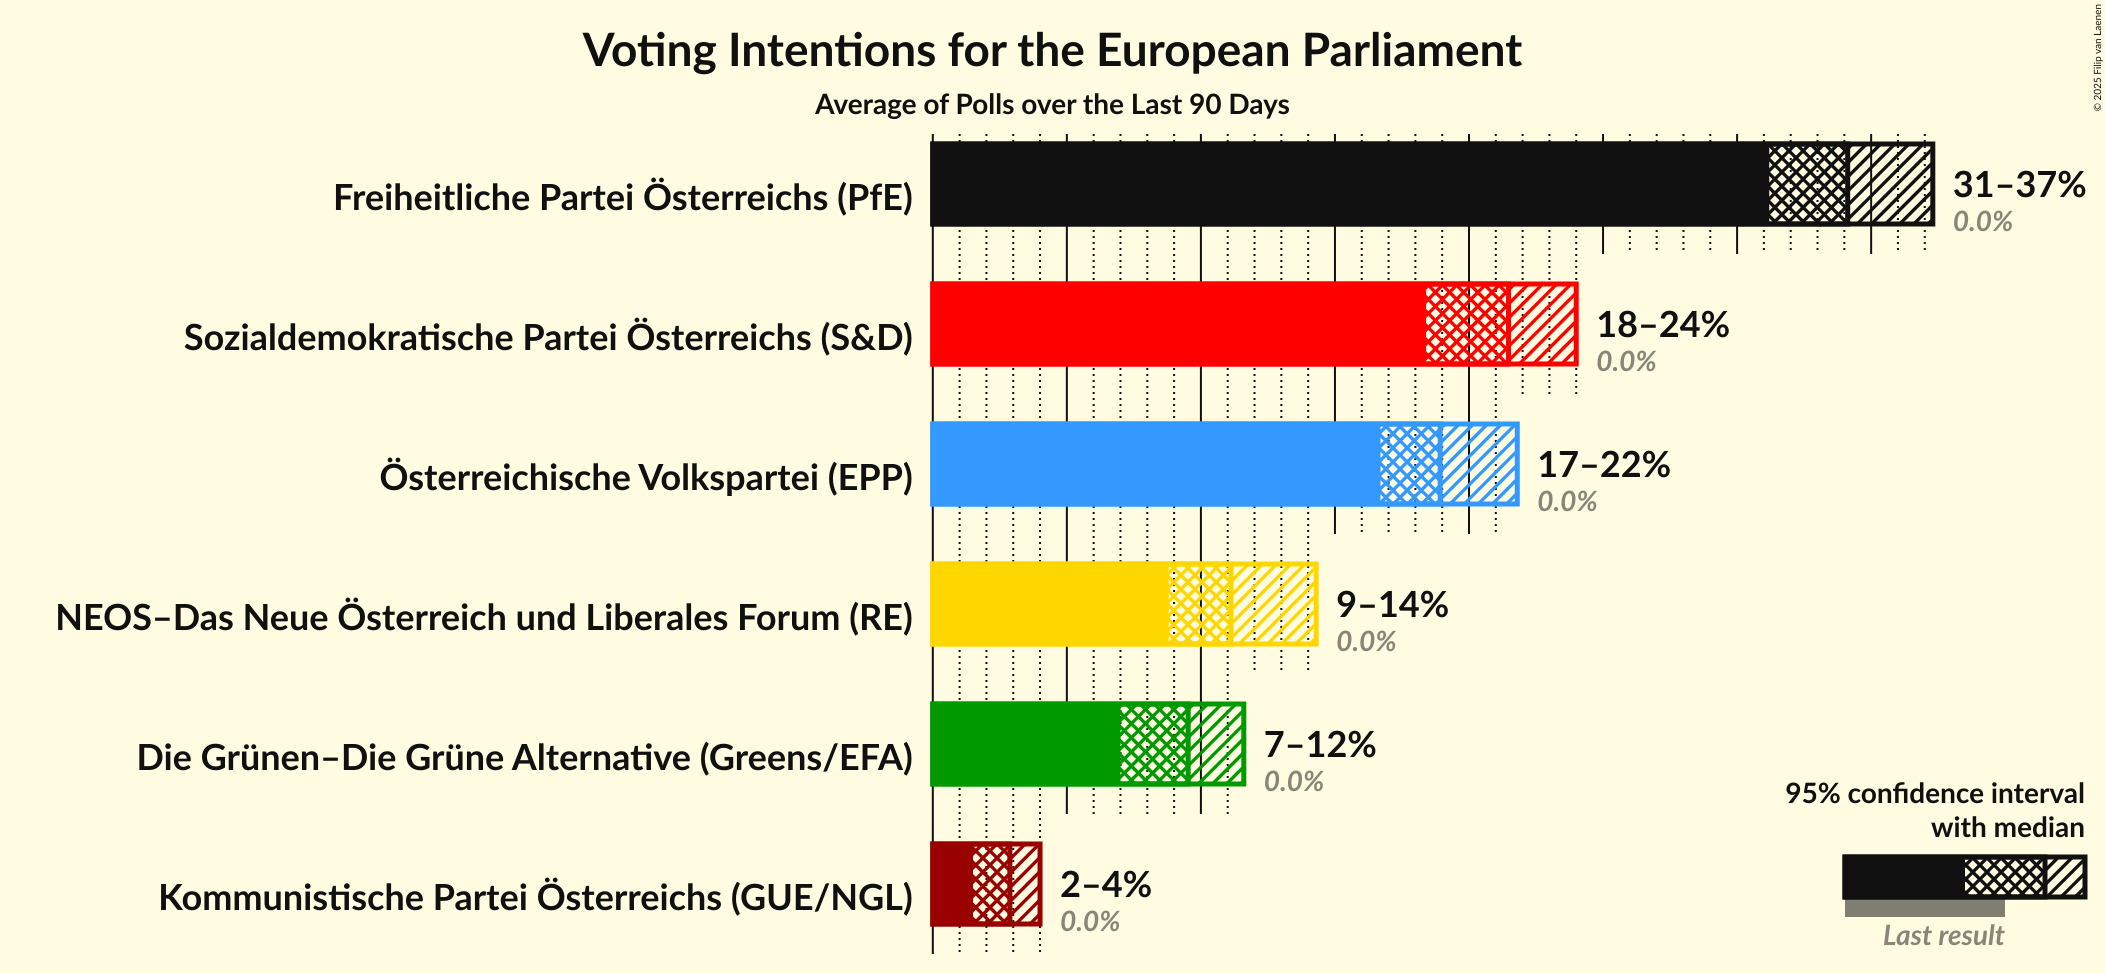 Voting Intentions for the European Parliament
Average of Polls over the Last 90 Days
© 2025 Filip van Laenen
Freiheitliche Partei Österreichs (PfE)
31–37%
0.0%
Sozialdemokratische Partei Österreichs (S&D)
18–24%
0.0%
Österreichische Volkspartei (EPP)
17–22%
0.0%
NEOS–Das Neue Österreich und Liberales Forum (RE)
9–14%
0.0%
Die Grünen–Die Grüne Alternative (Greens/EFA)
7–12%
0.0%
Kommunistische Partei Österreichs (GUE/NGL)
2–4%
0.0%
95% confidence interval
with median
Last result